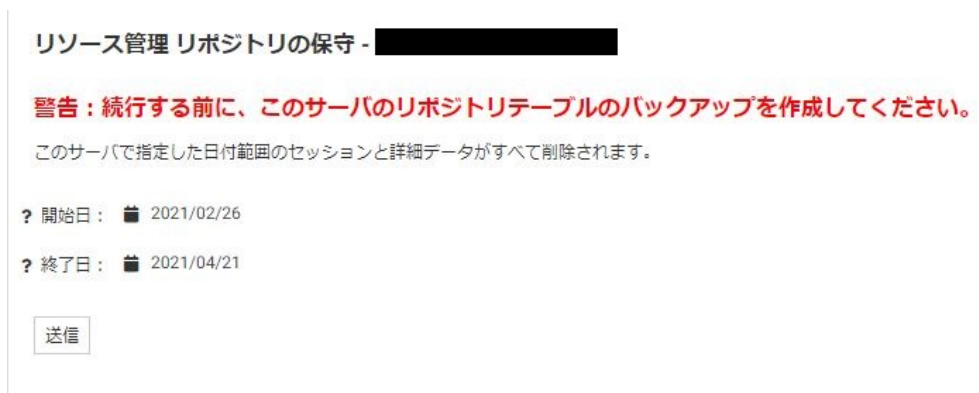 リソース管理 リポジトリの保守 -
警告：続行する前に、このサーバのリポジトリテーブルのバックアップを作成してください。
このサーバで指定した日付範囲のセッションと詳細データがすべて削除されます。
? 開始日： 2021/02/26
? 終了日： 2021/04/21
送信